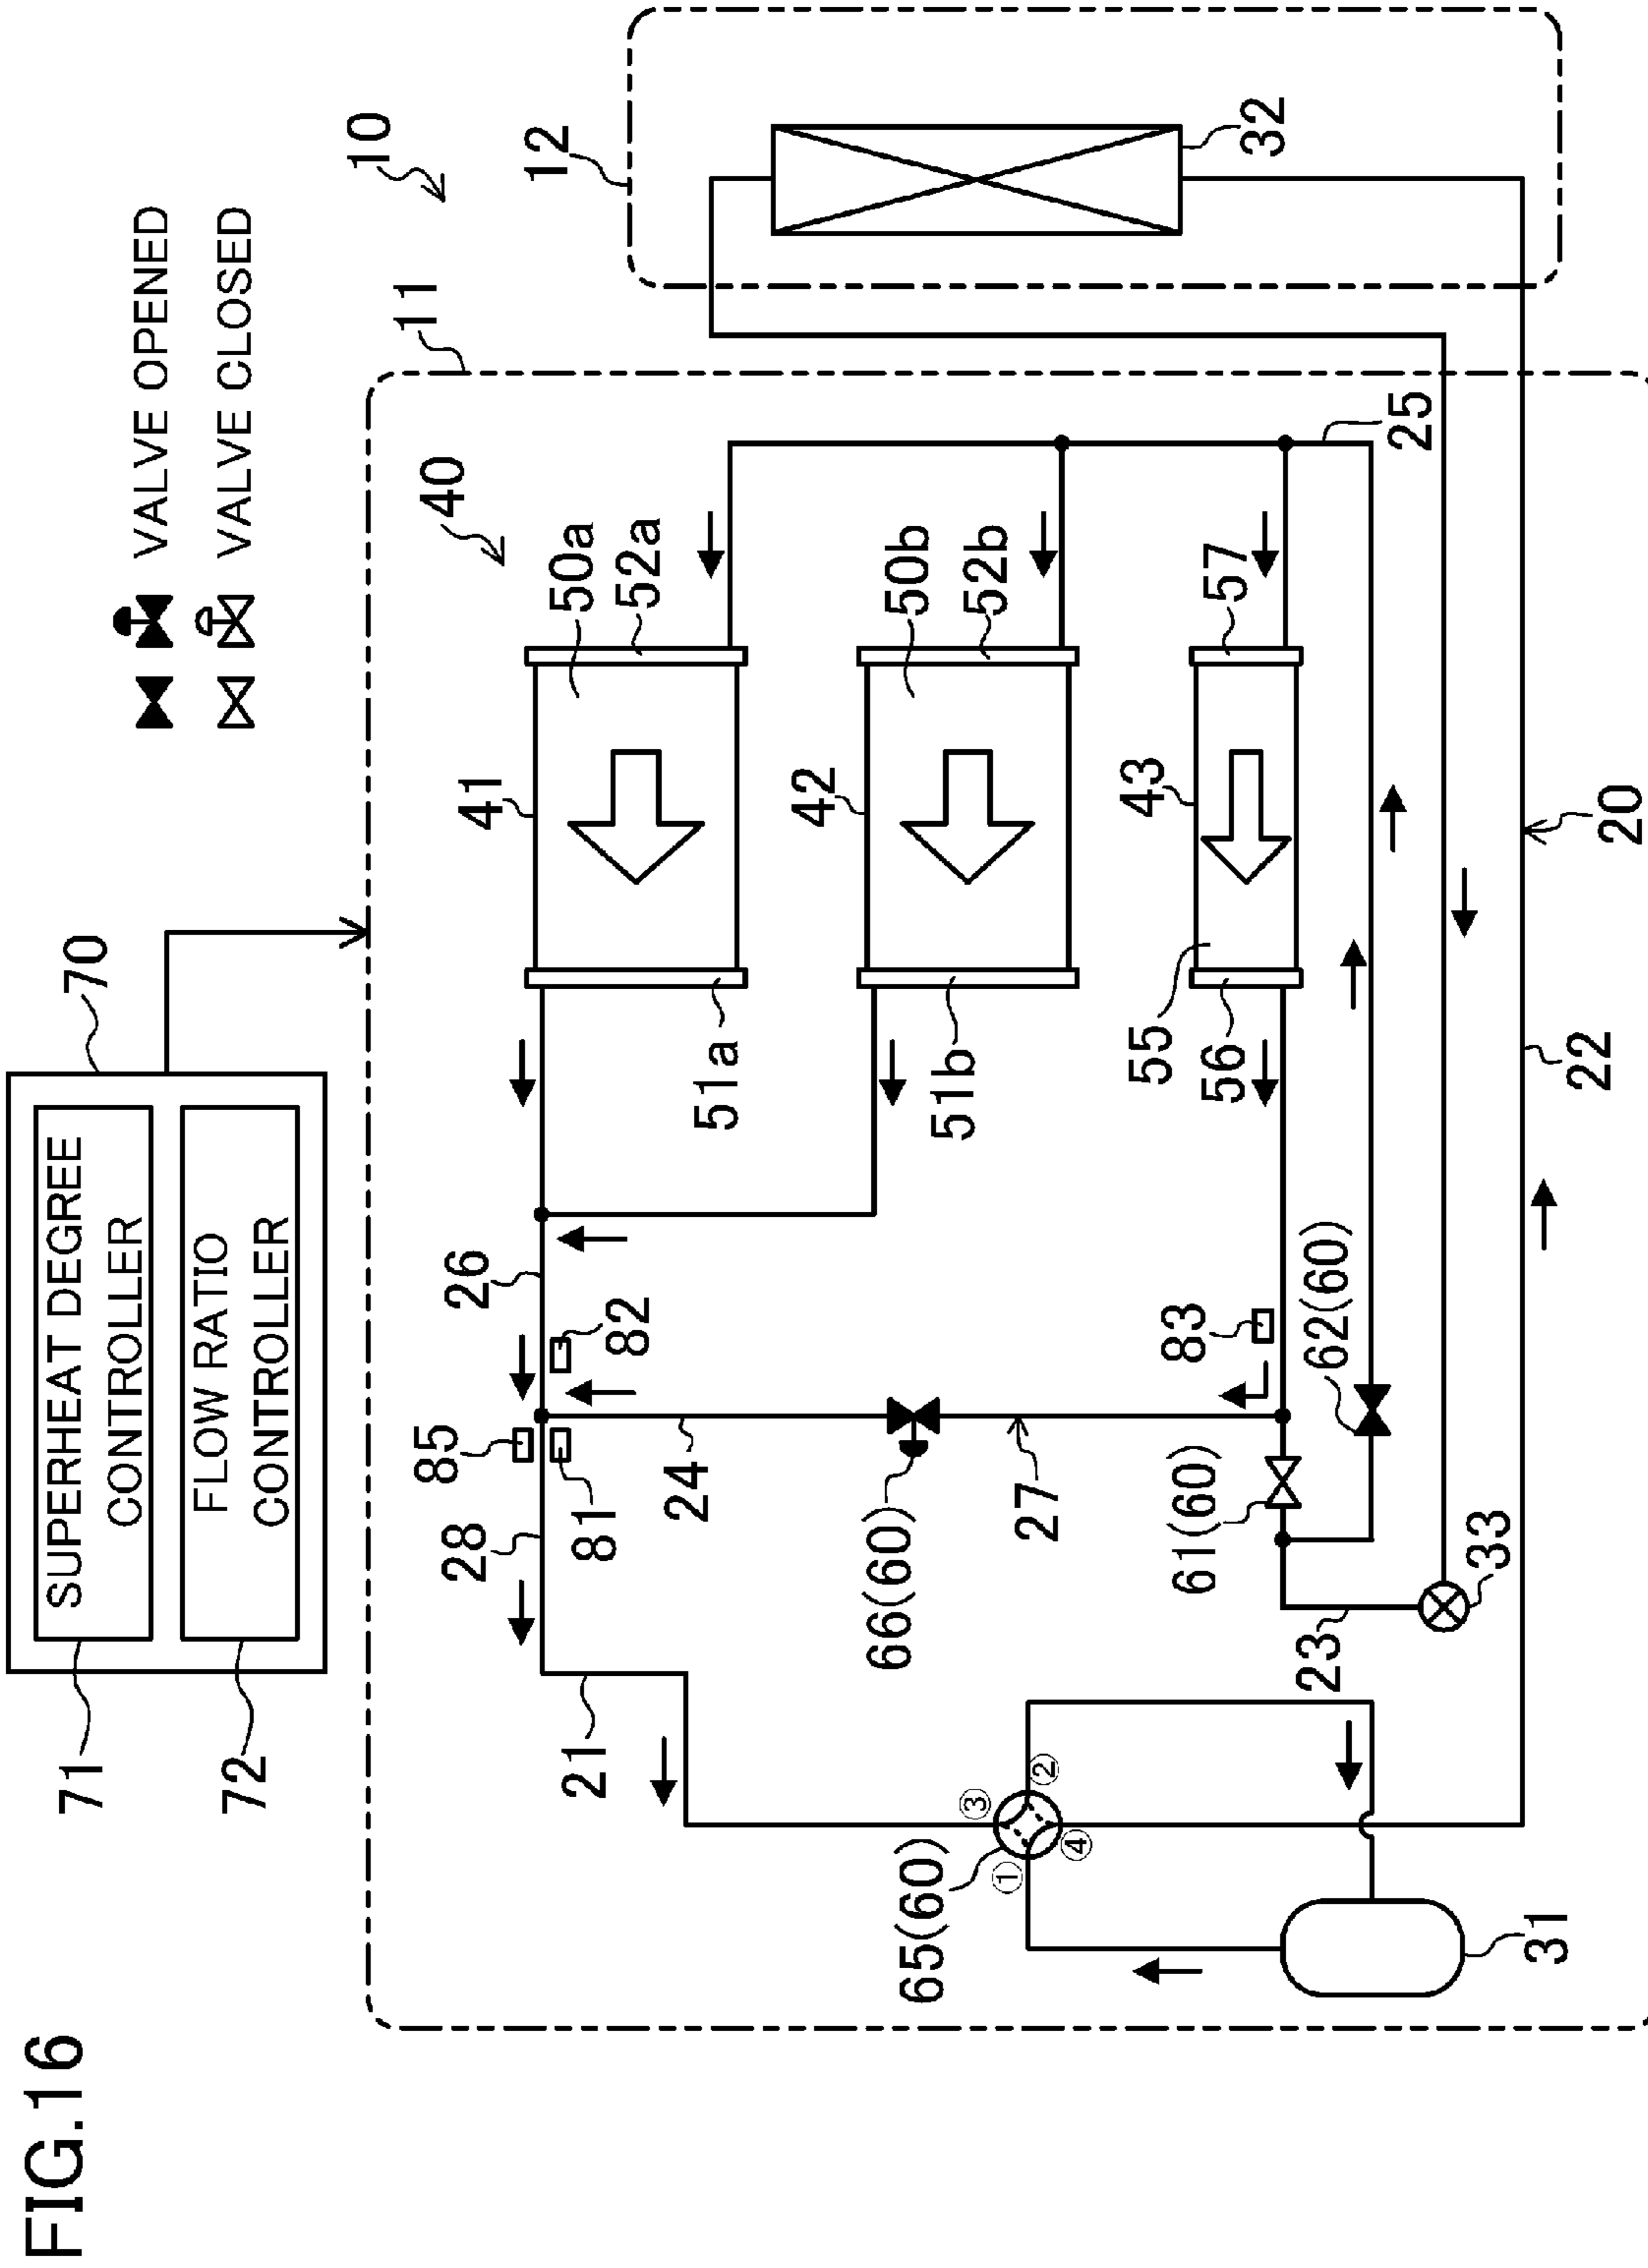 FIG.16
71
SUPERHEAT DEGREE
CONTROLLER
72
FLOW RATIO
CONTROLLER
70
VALVE OPENED
VALVE CLOSED
10
11
12
40
21
28
85
81
26
82
41
51a
50a
52a
24
42
51b
50b
52b
66(60)
27
65(60)
①
②
③
④
61(60)
83
55
56
43
57
62(60)
23
33
25
32
31
22
20